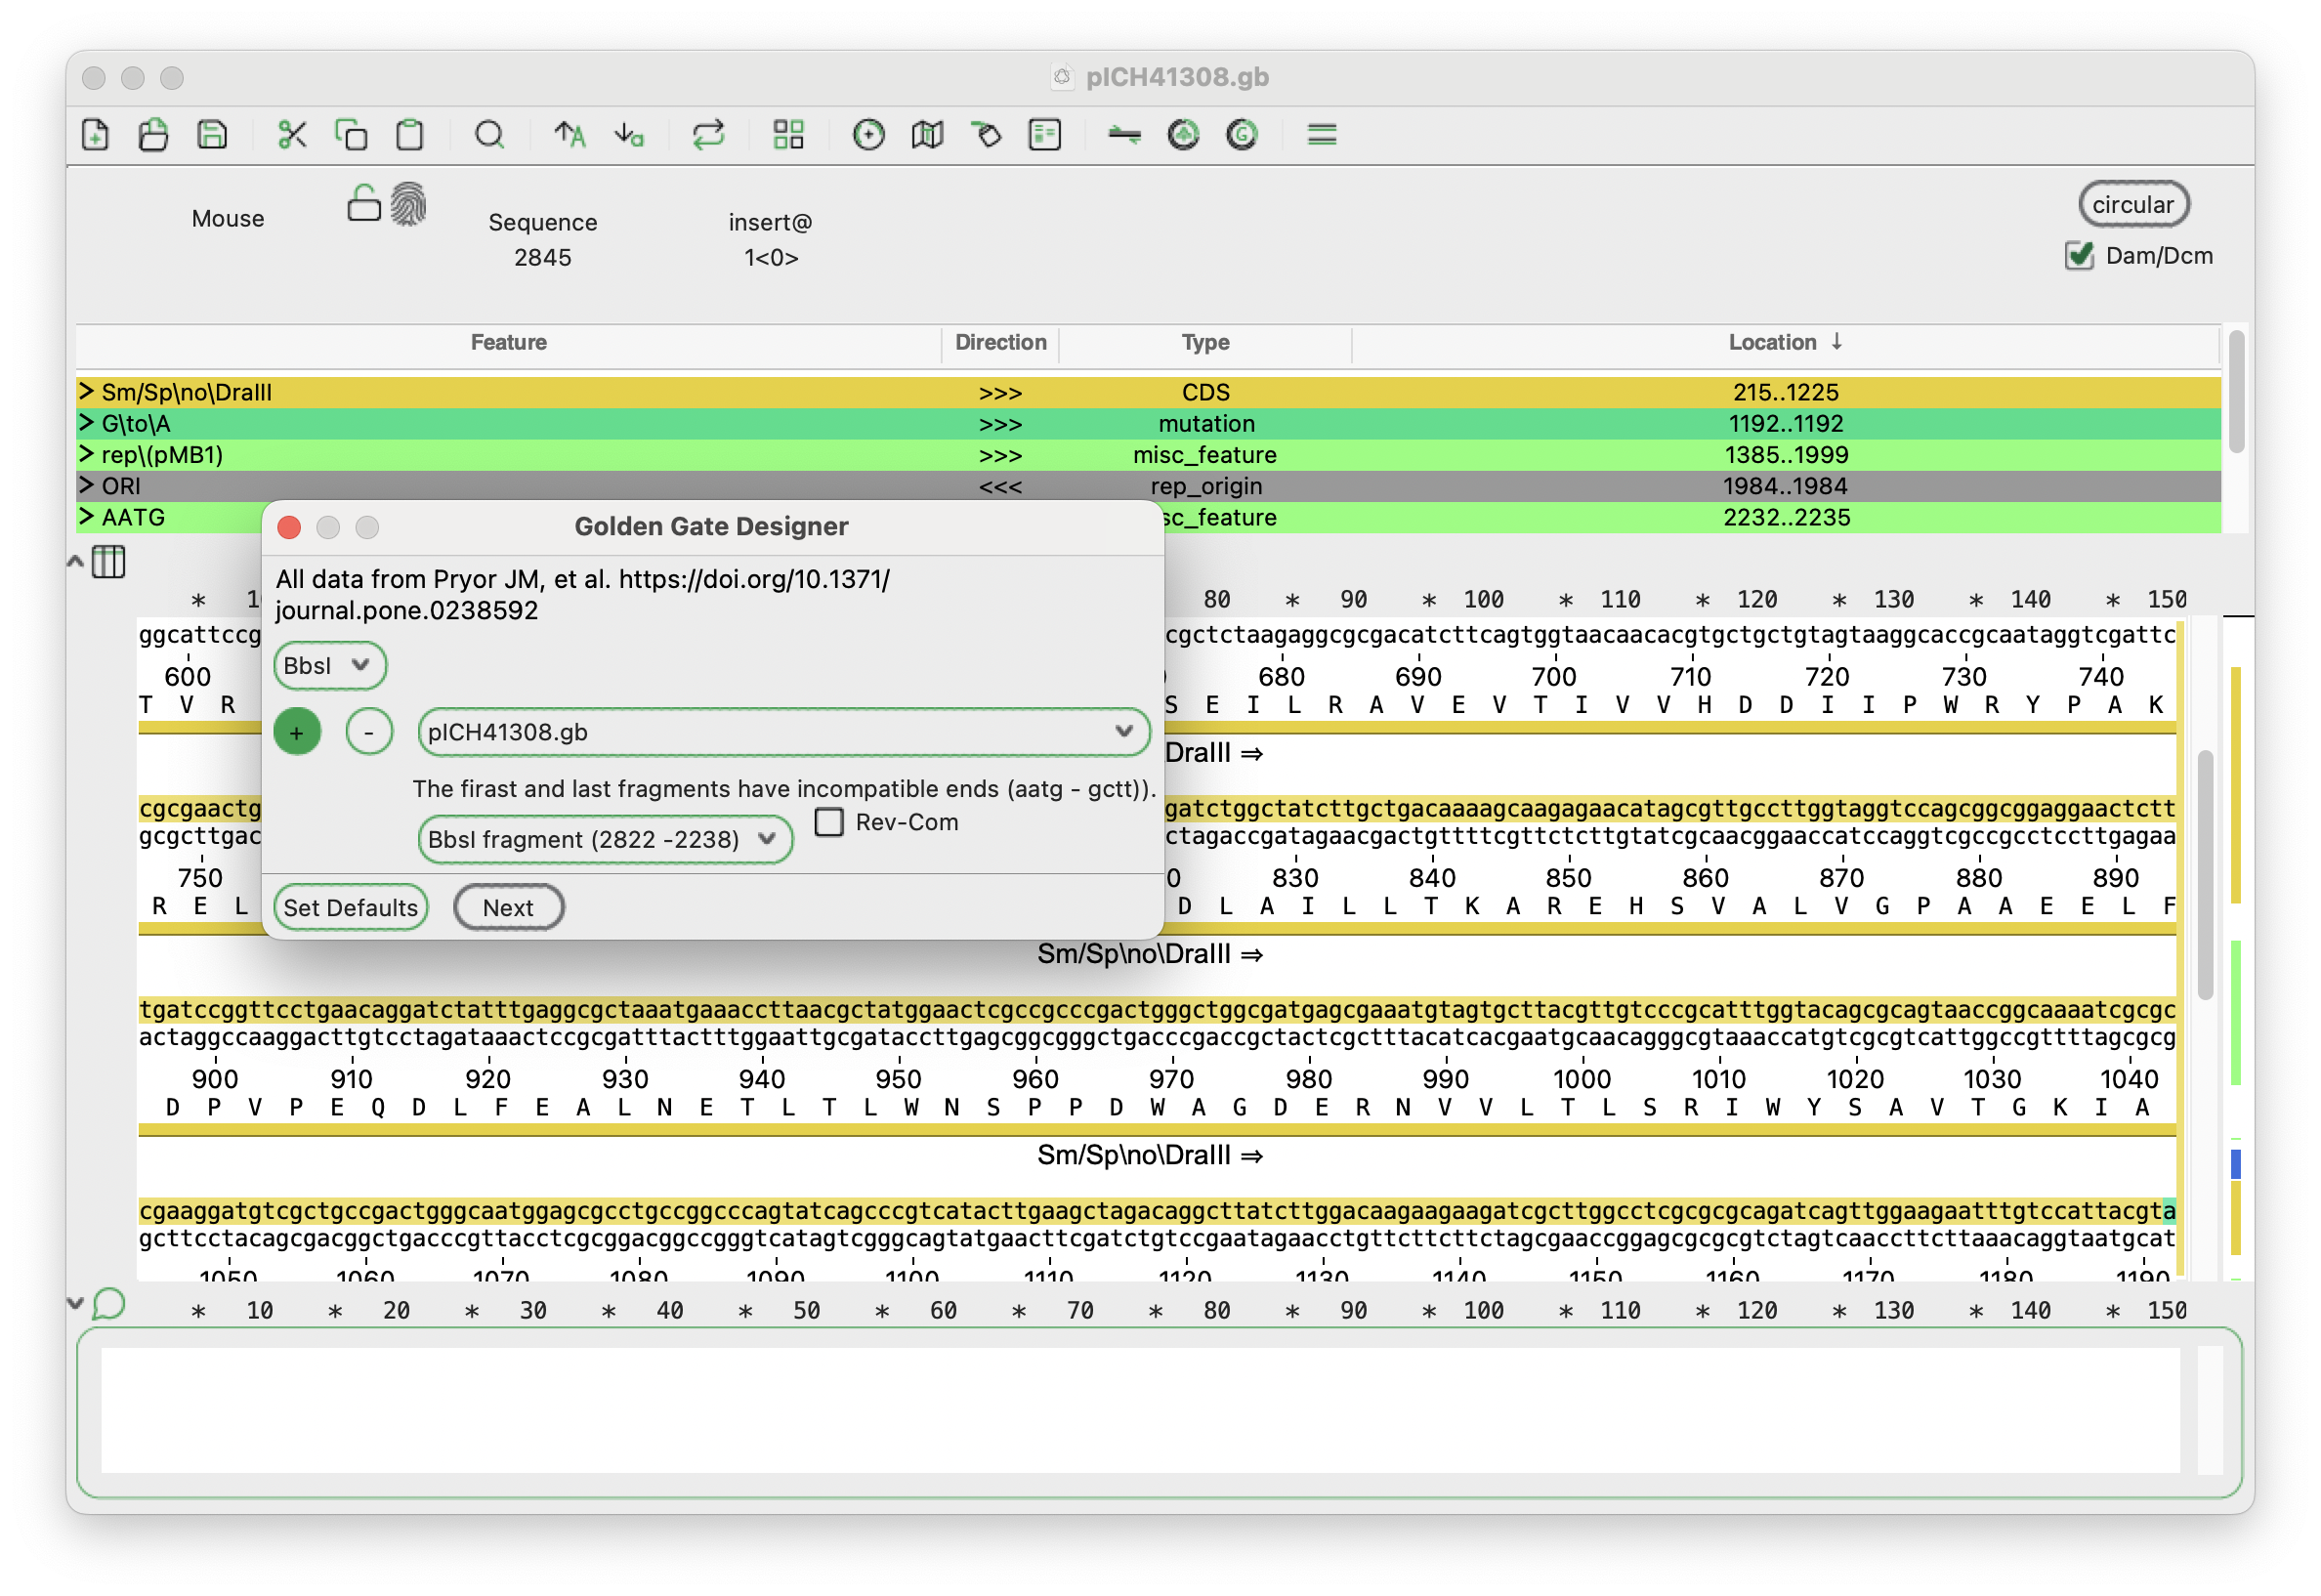 pICH41308.gb
Mouse
Sequence
2845
insert@
1<0>
circular
Dam/Dcm
Feature Direction Type Location ↓
> Sm/Sp\no\DraIII >>> CDS 215..1225
> G\to\A >>> mutation 1192..1192
> rep\(pMB1) >>> misc_feature 1385..1999
> ORI <<< rep_origin 1984..1984
> AATG sc_feature 2232..2235
Golden Gate Designer
All data from Pryor JM, et al. https://doi.org/10.1371/
journal.pone.0238592
BbsI
+ - pICH41308.gb
The firast and last fragments have incompatible ends (aatg - gctt)).
BbsI fragment (2822 -2238) Rev-Com
Set Defaults Next
* 80 * 90 * 100 * 110 * 120 * 130 * 140 * 150
ggcattccg cgctctaagaggcgcgacatcttcagtggtaacaacacgtgctgctgtagtaaggcaccgcaataggtcgattc
600 680 690 700 710 720 730 740
T V R S E I L R A V E V T I V V H D D I I P W R Y P A K
DraIII ⇒
cgcgaactg gatctggctatcttgctgacaaaagcaagagaacatagcgttgccttggtaggtccagcggcggaggaactctt
gcgcttgac ctagaccgatagaacgactgttttcgttctcttgtatcgcaacggaaccatccaggtcgccgcctccttgagaa
750 830 840 850 860 870 880 890
R E L D L A I L L T K A R E H S V A L V G P A A E E L F
Sm/Sp\no\DraIII ⇒
tgatccggttcctgaacaggatctatttgaggcgctaaatgaaaccttaacgctatggaactcgccgcccgactgggctggcgatgagcgaaatgtagtgcttacgttgtcccgcatttggtacagcgcagtaaccggcaaaatcgcgc
actaggccaaggacttgtcctagataaactccgcgatttactttggaattgcgataccttgagcggcgggctgacccgaccgctactcgctttacatcacgaatgcaacagggcgtaaaccatgtcgcgtcattggccgttttagcgcg
900 910 920 930 940 950 960 970 980 990 1000 1010 1020 1030 1040
D P V P E Q D L F E A L N E T L T L W N S P P D W A G D E R N V V L T L S R I W Y S A V T G K I A
Sm/Sp\no\DraIII ⇒
cgaaggatgtcgctgccgactgggcaatggagcgcctgccggcccagtatcagcccgtcatacttgaagctagacaggcttatcttggacaagaagaagatcgcttggcctcgcgcgcagatcagttggaagaatttgtccattacgta
gcttcctacagcgacggctgacccgttacctcgcggacggccgggtcatagtcgggcagtatgaacttcgatctgtccgaatagaacctgttcttcttctagcgaaccggagcgcgcgtctagtcaaccttcttaaacaggtaatgcat
1050 1060 1070 1080 1090 1100 1110 1120 1130 1140 1150 1160 1170 1180 1190
* 10 * 20 * 30 * 40 * 50 * 60 * 70 * 80 * 90 * 100 * 110 * 120 * 130 * 140 * 150